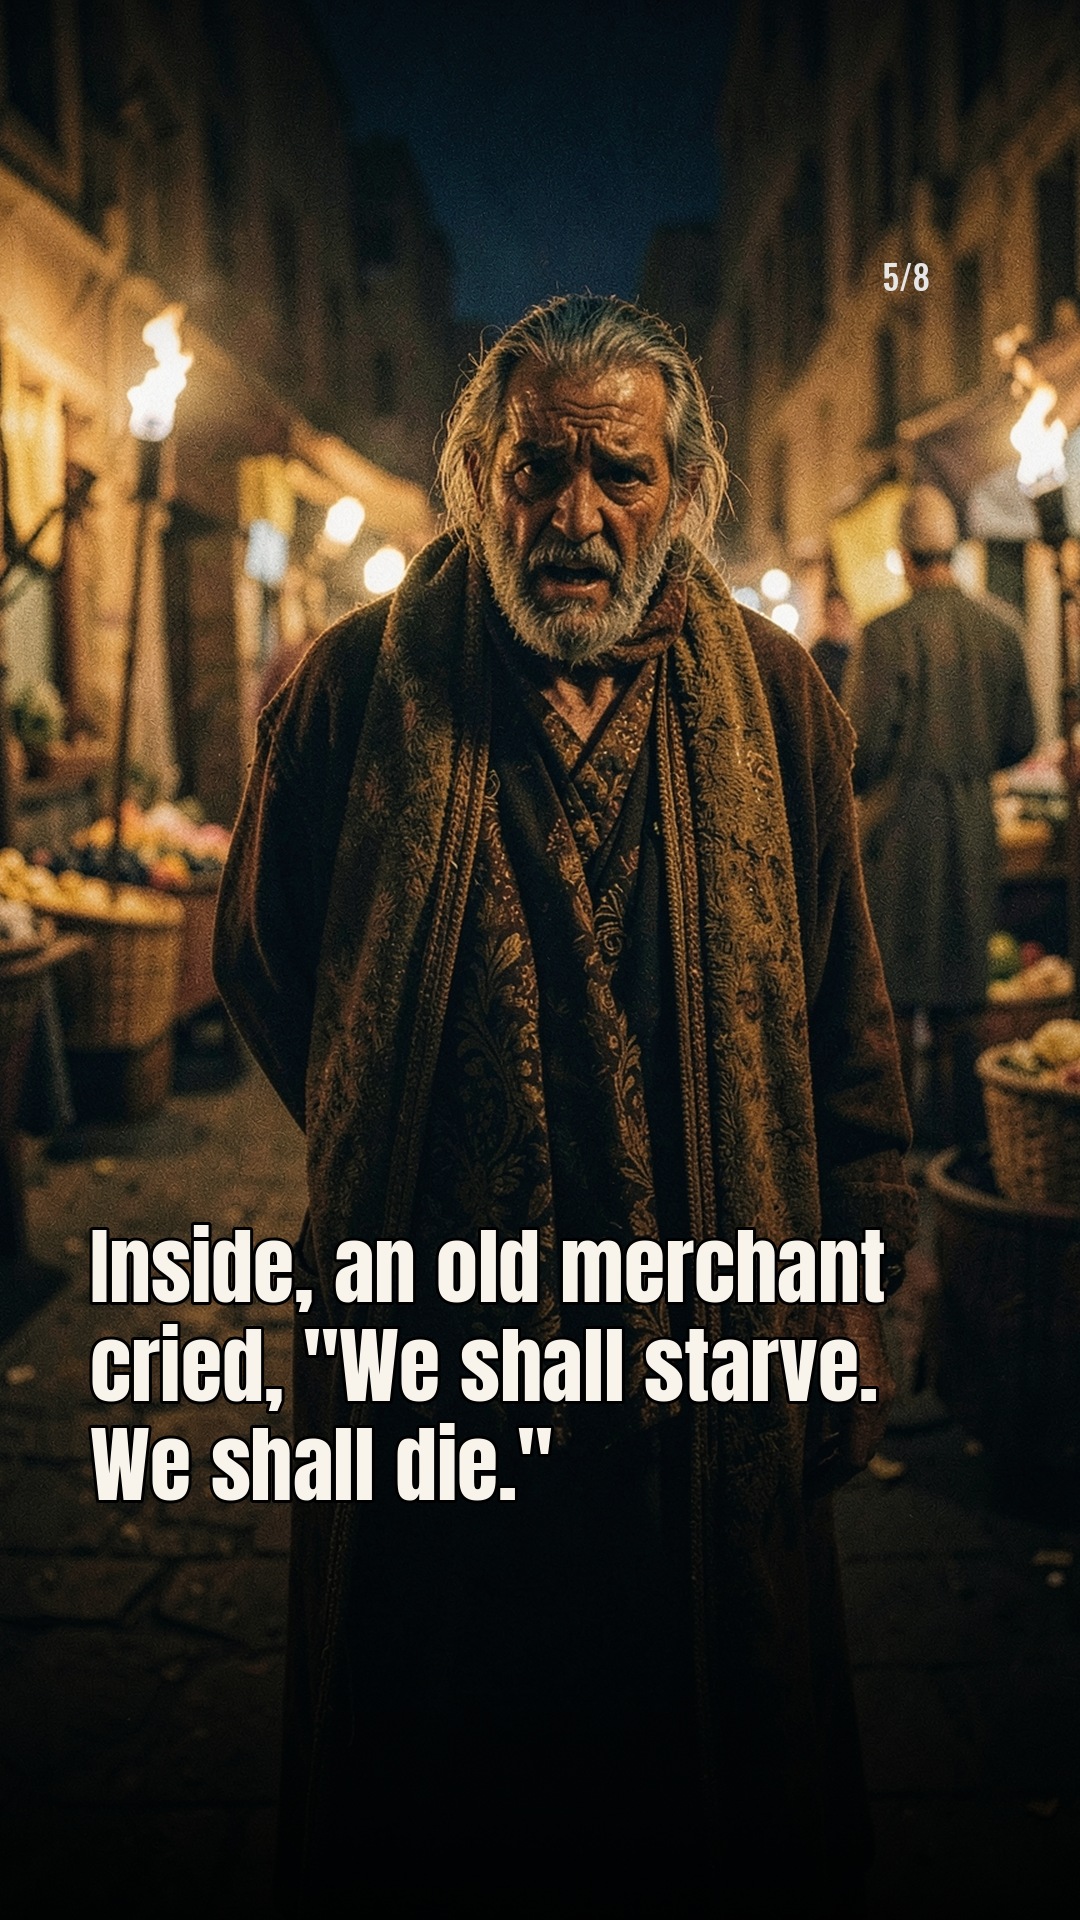 5/8
Inside, an old merchant
cried, "We shall starve.
We shall die."